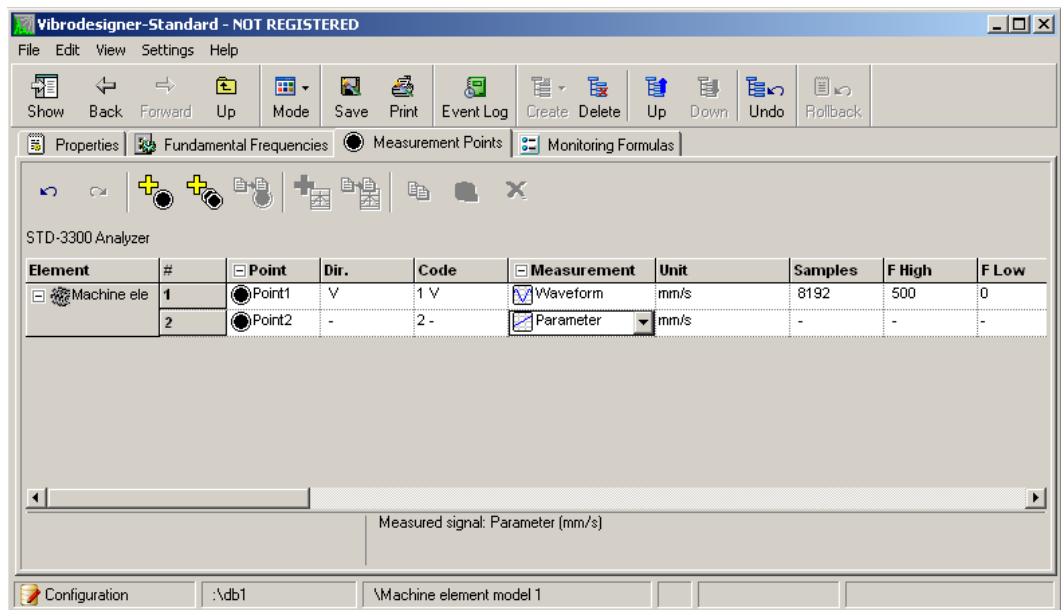 Vibrodesigner-Standard - NOT REGISTERED
File Edit View Settings Help
Show Back Forward Up Mode Save Print Event Log Create Delete Up Down Undo Rollback
Properties Fundamental Frequencies Measurement Points Monitoring Formulas
STD-3300 Analyzer
Element # Point Dir. Code Measurement Unit Samples F High F Low
Machine ele 1 Point1 V 1 V Waveform mm/s 8192 500 0
2 Point2 - 2 - Parameter mm/s - - -
Measured signal: Parameter (mm/s)
Configuration :\db1 \Machine element model 1